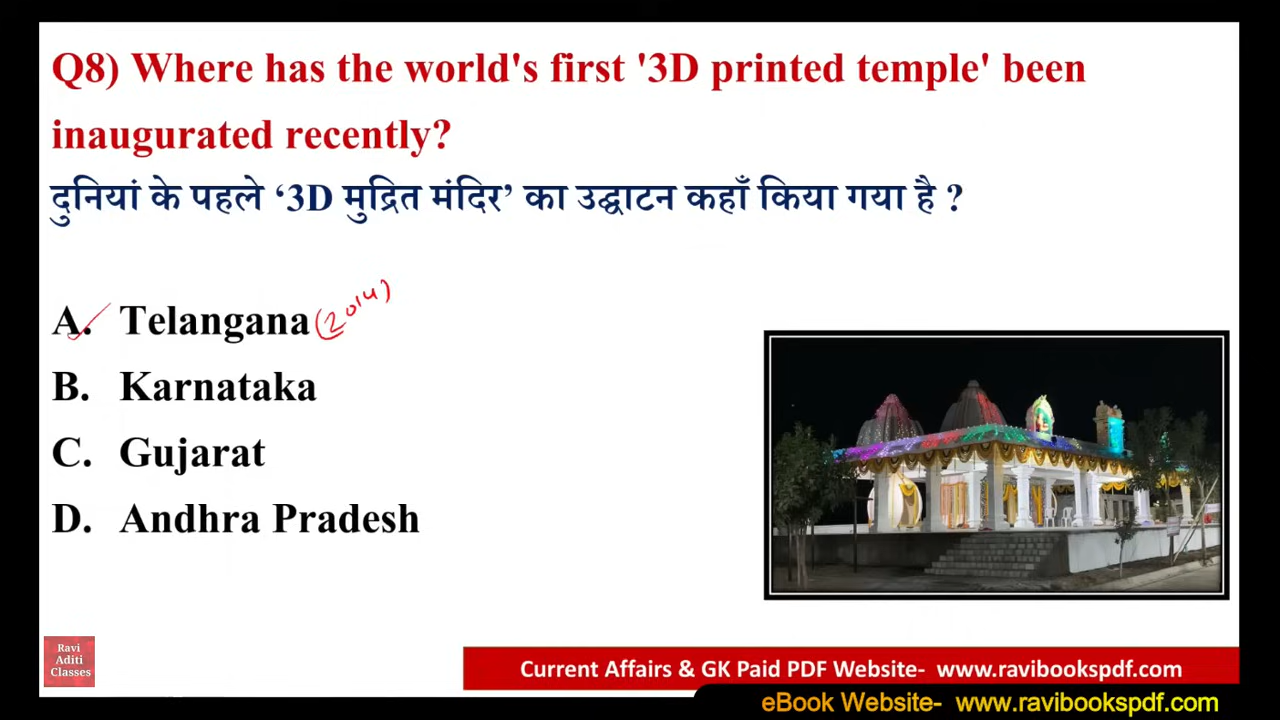 Q8) Where has the world's first '3D printed temple' been
inaugurated recently?
दुनियां के पहले ‘3D मुद्रित मंदिर’ का उद्घाटन कहाँ किया गया है ?
A. Telangana (2014)
B. Karnataka
C. Gujarat
D. Andhra Pradesh
Ravi
Aditi
Classes
Current Affairs & GK Paid PDF Website- www.ravibookspdf.com
eBook Website- www.ravibookspdf.com